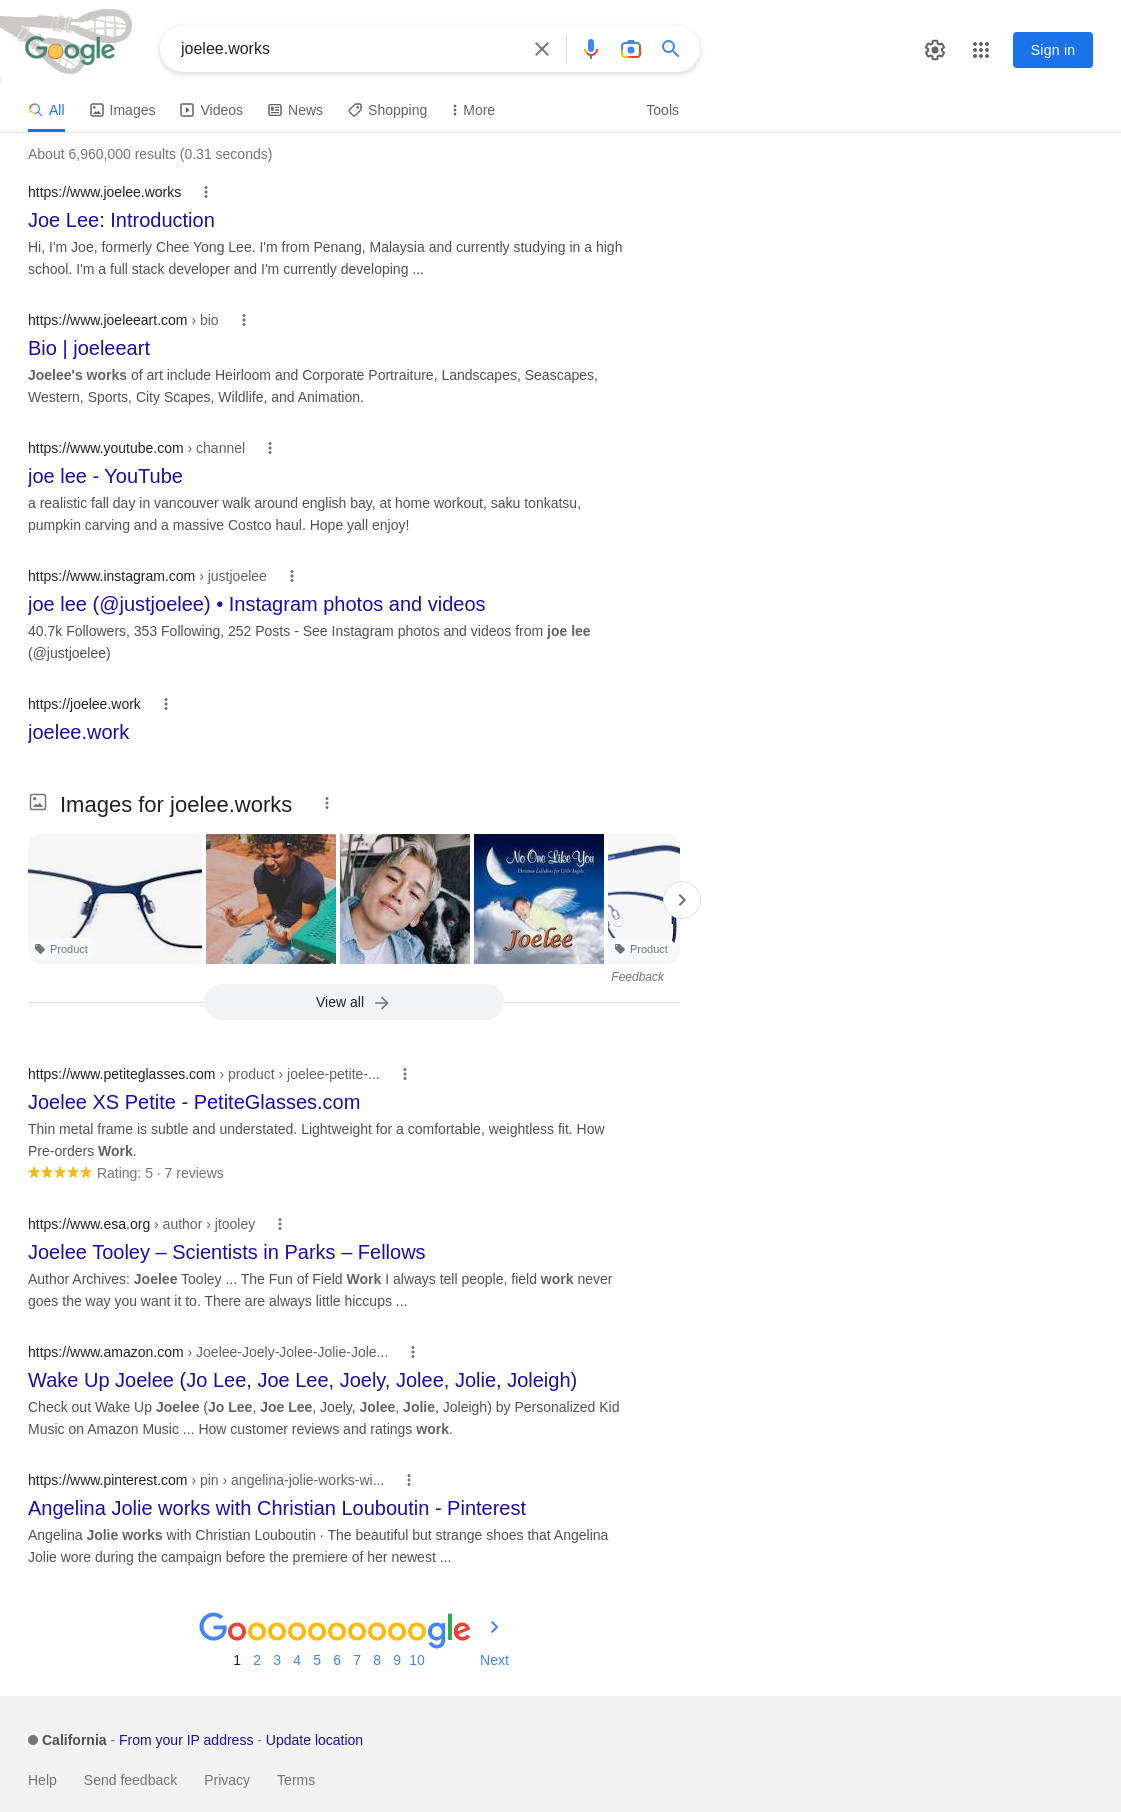 Google
joelee.works
Sign in
All
Images
Videos
News
Shopping
More
Tools
About 6,960,000 results (0.31 seconds)
https://www.joelee.works
Joe Lee: Introduction
Hi, I'm Joe, formerly Chee Yong Lee. I'm from Penang, Malaysia and currently studying in a high
school. I'm a full stack developer and I'm currently developing ...
https://www.joeleeart.com › bio
Bio | joeleeart
Joelee's works of art include Heirloom and Corporate Portraiture, Landscapes, Seascapes,
Western, Sports, City Scapes, Wildlife, and Animation.
https://www.youtube.com › channel
joe lee - YouTube
a realistic fall day in vancouver walk around english bay, at home workout, saku tonkatsu,
pumpkin carving and a massive Costco haul. Hope yall enjoy!
https://www.instagram.com › justjoelee
joe lee (@justjoelee) • Instagram photos and videos
40.7k Followers, 353 Following, 252 Posts - See Instagram photos and videos from joe lee
(@justjoelee)
https://joelee.work
joelee.work
Images for joelee.works
No One Like You
Christian Lullabies for Little Angels
Joelee
Product
Product
Feedback
View all
https://www.petiteglasses.com › product › joelee-petite-...
Joelee XS Petite - PetiteGlasses.com
Thin metal frame is subtle and understated. Lightweight for a comfortable, weightless fit. How
Pre-orders Work.
Rating: 5 · 7 reviews
https://www.esa.org › author › jtooley
Joelee Tooley – Scientists in Parks – Fellows
Author Archives: Joelee Tooley ... The Fun of Field Work I always tell people, field work never
goes the way you want it to. There are always little hiccups ...
https://www.amazon.com › Joelee-Joely-Jolee-Jolie-Jole...
Wake Up Joelee (Jo Lee, Joe Lee, Joely, Jolee, Jolie, Joleigh)
Check out Wake Up Joelee (Jo Lee, Joe Lee, Joely, Jolee, Jolie, Joleigh) by Personalized Kid
Music on Amazon Music ... How customer reviews and ratings work.
https://www.pinterest.com › pin › angelina-jolie-works-wi...
Angelina Jolie works with Christian Louboutin - Pinterest
Angelina Jolie works with Christian Louboutin · The beautiful but strange shoes that Angelina
Jolie wore during the campaign before the premiere of her newest ...
Goooooooooogle
1 2 3 4 5 6 7 8 9 10 Next
California - From your IP address - Update location
Help Send feedback Privacy Terms